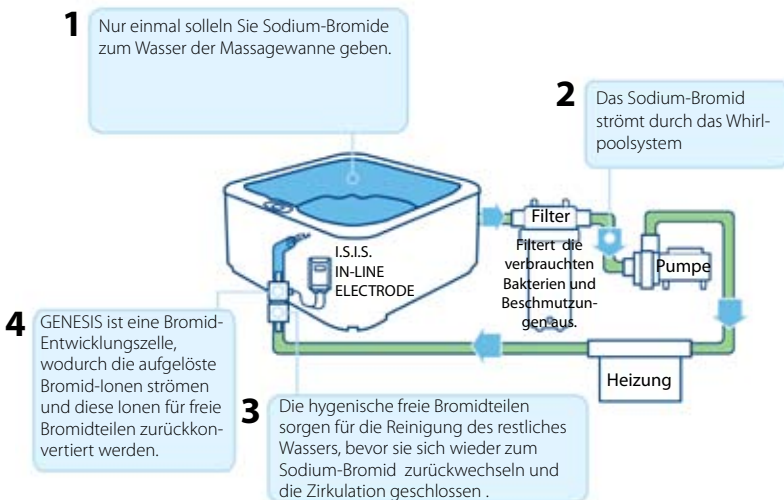 1
Nur einmal solleln Sie Sodium-Bromide
zum Wasser der Massagewanne geben.
2
Das Sodium-Bromid
strömt durch das Whirl-
poolsystem
Filter
Filtert die
verbrauchten
Bakterien und
Beschmutzun-
gen aus.
Pumpe
I.S.I.S.
IN-LINE
ELECTRODE
Heizung
4
GENESIS ist eine Bromid-
Entwicklungszelle,
wodurch die aufgelöste
Bromid-Ionen strömen
und diese Ionen für freie
Bromidteilen zurückkon-
vertiert werden.
3
Die hygenische freie Bromidteilen
sorgen für die Reinigung des restliches
Wassers, bevor sie sich wieder zum
Sodium-Bromid zurückwechseln und
die Zirkulation geschlossen .